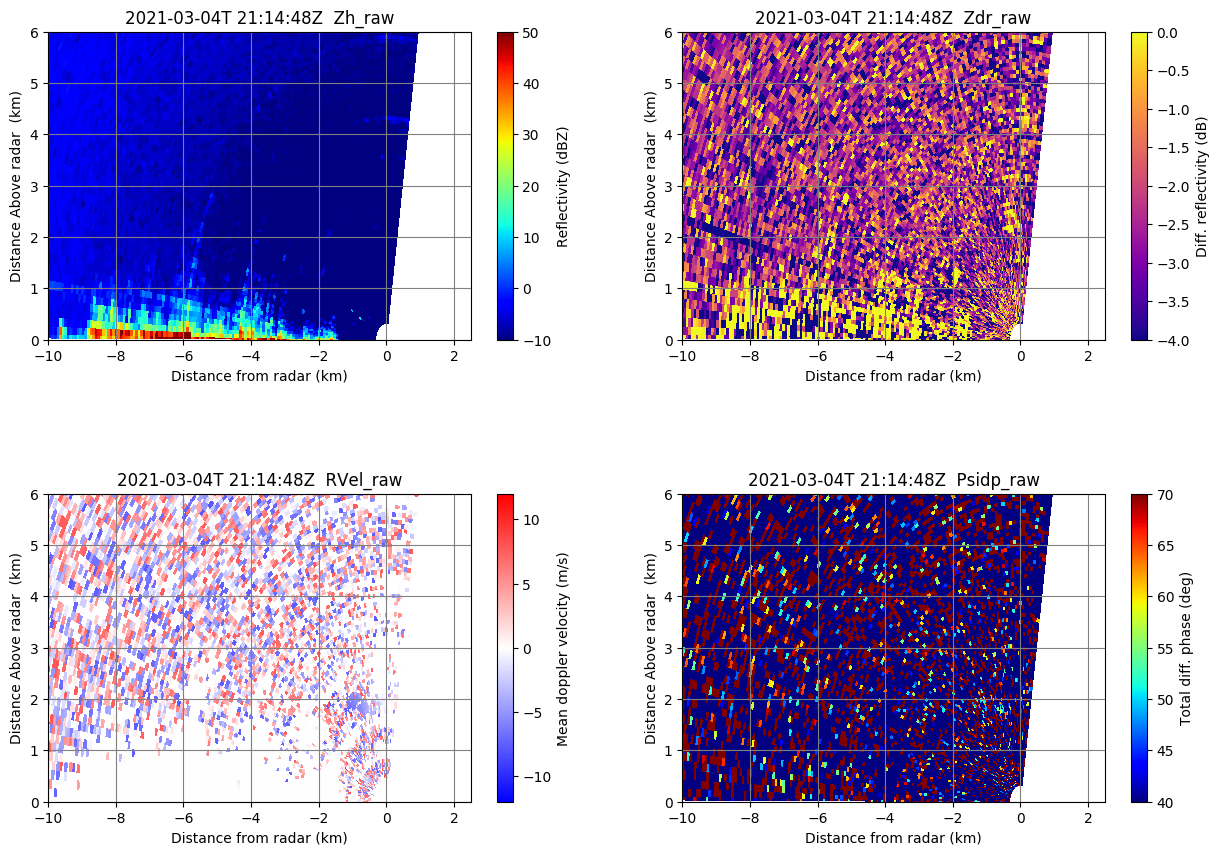 2021-03-04T 21:14:48Z  Zh_raw
6
5
4
3
2
1
0
Distance Above radar  (km)
−10 −8 −6 −4 −2 0 2
Distance from radar (km)
50
40
30
20
10
0
−10
Reflectivity (dBZ)
2021-03-04T 21:14:48Z  Zdr_raw
6
5
4
3
2
1
0
Distance Above radar  (km)
−10 −8 −6 −4 −2 0 2
Distance from radar (km)
0.0
−0.5
−1.0
−1.5
−2.0
−2.5
−3.0
−3.5
−4.0
Diff. reflectivity (dB)
2021-03-04T 21:14:48Z  RVel_raw
6
5
4
3
2
1
0
Distance Above radar  (km)
−10 −8 −6 −4 −2 0 2
Distance from radar (km)
10
5
0
−5
−10
Mean doppler velocity (m/s)
2021-03-04T 21:14:48Z  Psidp_raw
6
5
4
3
2
1
0
Distance Above radar  (km)
−10 −8 −6 −4 −2 0 2
Distance from radar (km)
70
65
60
55
50
45
40
Total diff. phase (deg)